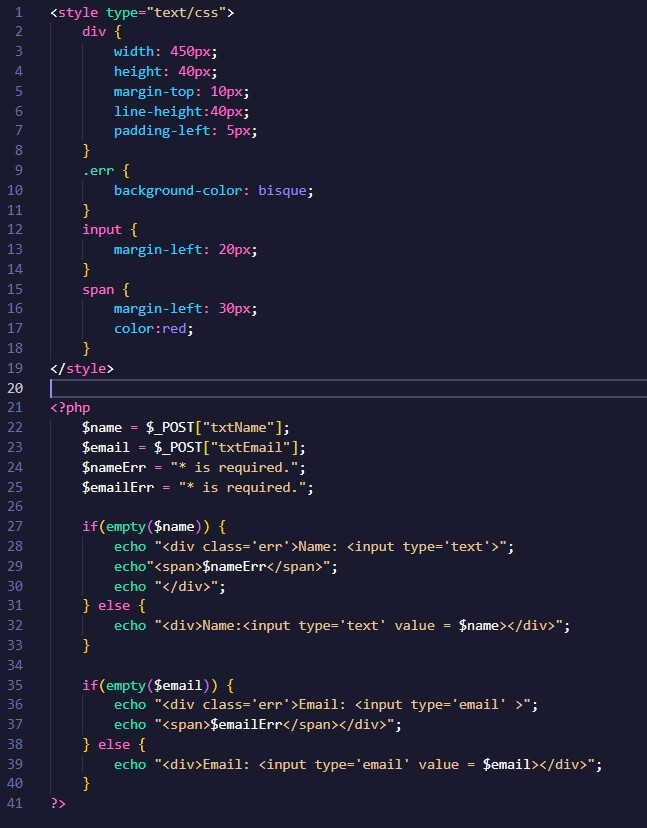 1 <style type="text/css">
2     div {
3         width: 450px;
4         height: 40px;
5         margin-top: 10px;
6         line-height:40px;
7         padding-left: 5px;
8     }
9     .err {
10         background-color: bisque;
11     }
12     input {
13         margin-left: 20px;
14     }
15     span {
16         margin-left: 30px;
17         color:red;
18     }
19 </style>
20
21 <?php
22     $name = $_POST["txtName"];
23     $email = $_POST["txtEmail"];
24     $nameErr = "* is required.";
25     $emailErr = "* is required.";
26
27     if(empty($name)) {
28         echo "<div class='err'>Name: <input type='text'>";
29         echo"<span>$nameErr</span>";
30         echo "</div>";
31     } else {
32         echo "<div>Name:<input type='text' value = $name></div>";
33     }
34
35     if(empty($email)) {
36         echo "<div class='err'>Email: <input type='email' >";
37         echo "<span>$emailErr</span></div>";
38     } else {
39         echo "<div>Email: <input type='email' value = $email></div>";
40     }
41 ?>